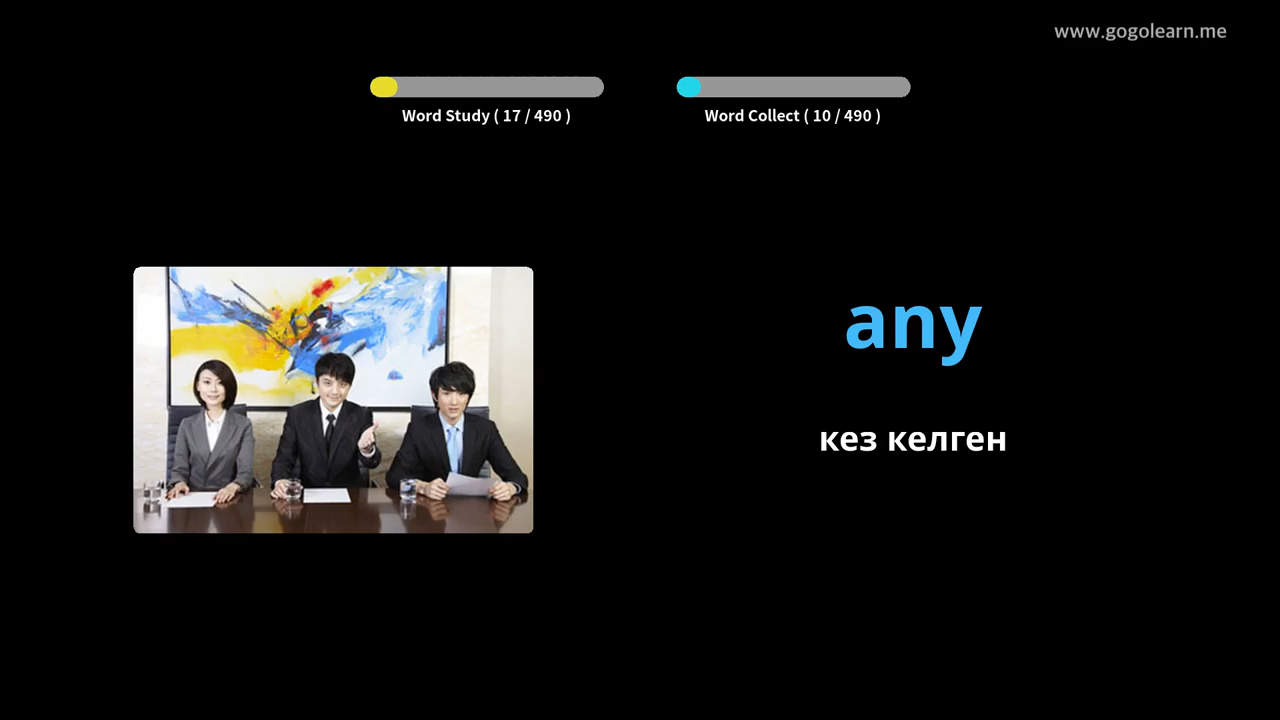 www.gogolearn.me
Word Study ( 17 / 490 )
Word Collect ( 10 / 490 )
any
кез келген